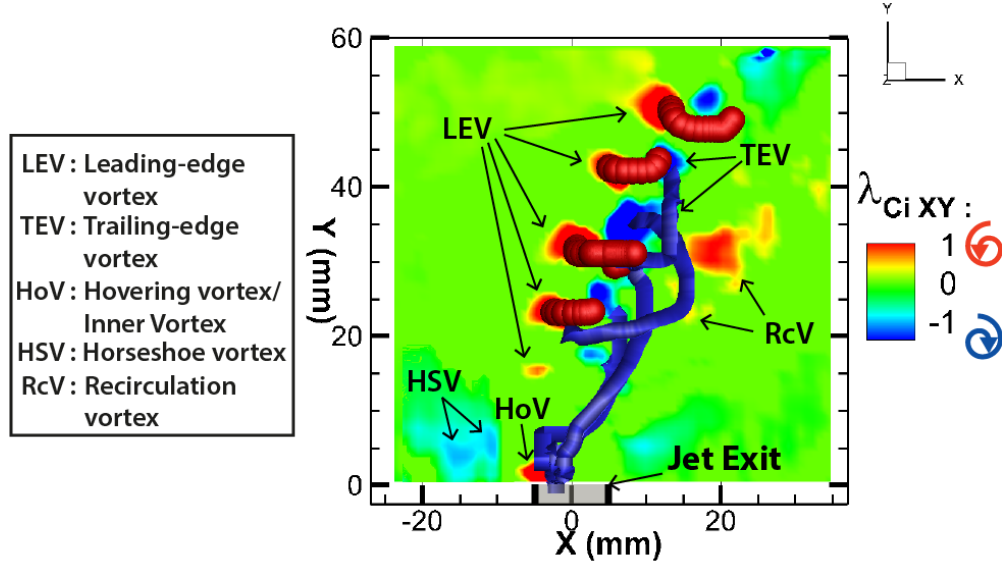 LEV : Leading-edge
vortex
TEV : Trailing-edge
vortex
HoV : Hovering vortex/
Inner Vortex
HSV : Horseshoe vortex
RcV : Recirculation
vortex
60
40
20
0
Y (mm)
-20
0
20
X (mm)
LEV
TEV
RcV
HSV
HoV
Jet Exit
Y
Z
X
λCi XY :
1
0
-1